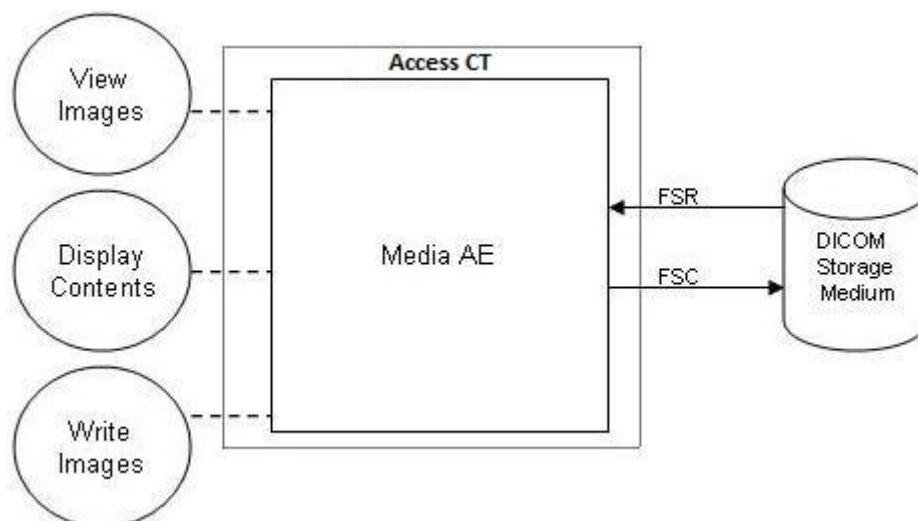 View
Images
Access CT
Display
Contents
Media AE
FSR
FSC
DICOM
Storage
Medium
Write
Images